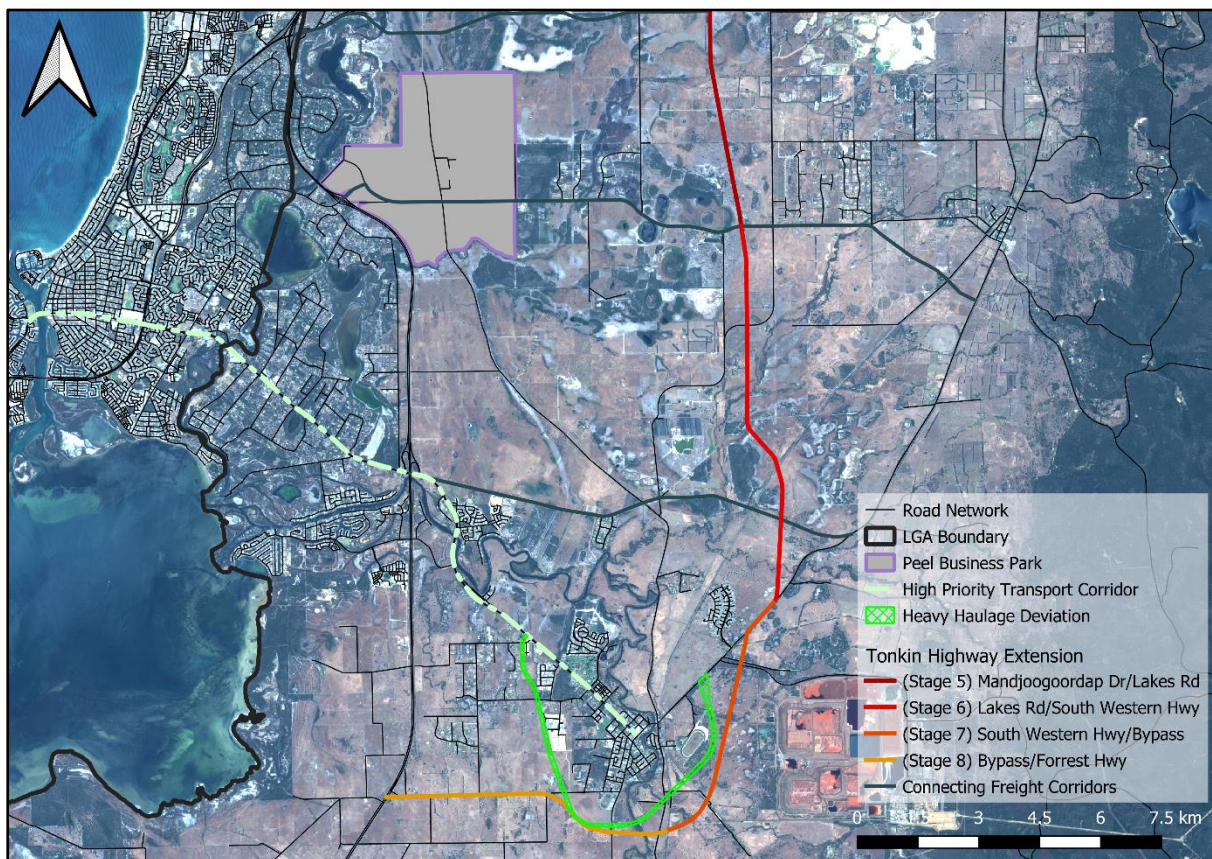 Road Network
LGA Boundary
Peel Business Park
High Priority Transport Corridor
Heavy Haulage Deviation
Tonkin Highway Extension
(Stage 5) Mandjoogoordap Dr/Lakes Rd
(Stage 6) Lakes Rd/South Western Hwy
(Stage 7) South Western Hwy/Bypass
(Stage 8) Bypass/Forrest Hwy
Connecting Freight Corridors
0 1.5 3 4.5 6 7.5 km